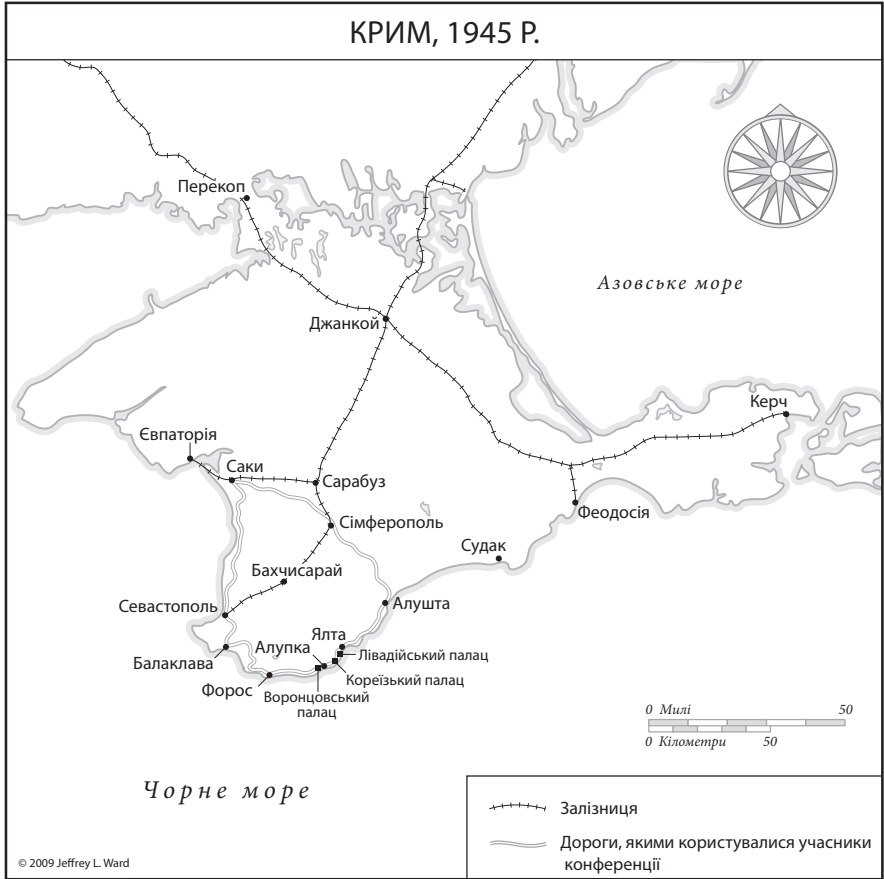 КРИМ, 1945 Р.
Перекоп
Азовське море
Джанкой
Керч
Євпаторія
Саки
Сарабуз
Феодосія
Сімферополь
Судак
Бахчисарай
Севастополь
Алушта
Ялта
Алупка
Лівадійський палац
Балаклава
Кореїзький палац
Форос
Воронцовський
палац
0 Милі 50
0 Кілометри 50
Чорне море
Залізниця
Дороги, якими користувалися учасники
конференції
© 2009 Jeffrey L. Ward